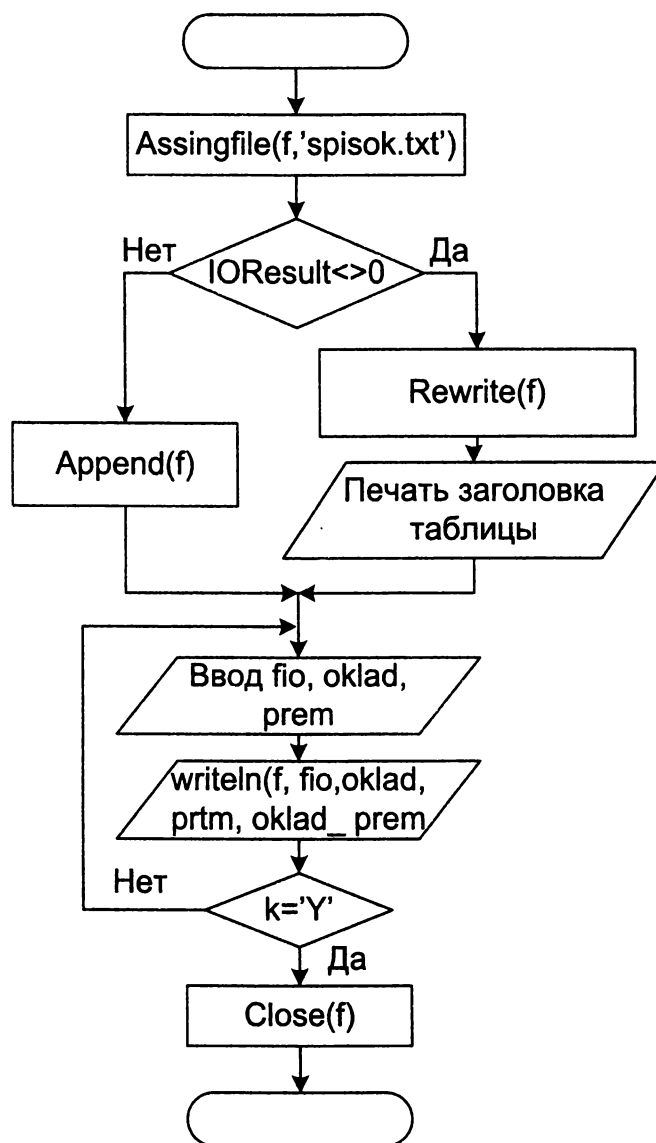 Assingfile(f,’spisok.txt’)
Нет
Да
IOResult<>0
Rewrite(f)
Append(f)
Печать заголовка
таблицы
Ввод fio, oklad,
prem
writeln(f, fio,oklad,
prtm, oklad_ prem
Нет
k=’Y’
Да
Close(f)